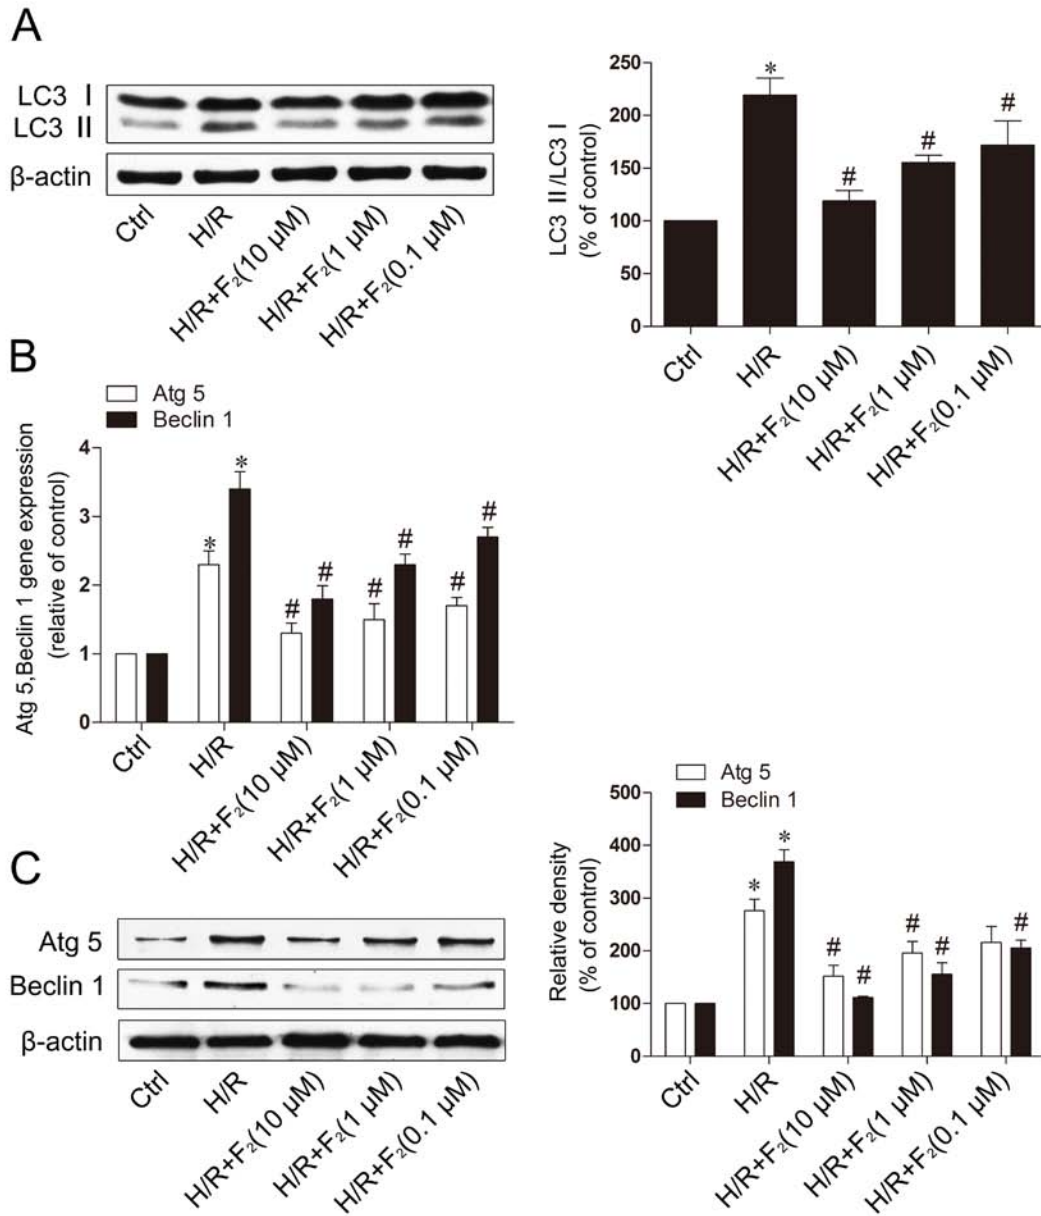 A
LC3 I
LC3 II
β-actin
Ctrl
H/R
H/R+F₂(10 μM)
H/R+F₂(1 μM)
H/R+F₂(0.1 μM)
LC3 II/LC3 I
(% of control)
250
200
150
100
50
0
*
#
#
#
Ctrl
H/R
H/R+F₂(10 μM)
H/R+F₂(1 μM)
H/R+F₂(0.1 μM)
B
Atg 5
Beclin 1
Atg 5,Beclin 1 gene expression
(relative of control)
4
3
2
1
0
*
*
#
#
#
#
#
#
Ctrl
H/R
H/R+F₂(10 μM)
H/R+F₂(1 μM)
H/R+F₂(0.1 μM)
C
Atg 5
Beclin 1
β-actin
Ctrl
H/R
H/R+F₂(10 μM)
H/R+F₂(1 μM)
H/R+F₂(0.1 μM)
Atg 5
Beclin 1
Relative density
(% of control)
500
400
300
200
100
0
*
*
#
#
#
#
#
Ctrl
H/R
H/R+F₂(10 μM)
H/R+F₂(1 μM)
H/R+F₂(0.1 μM)